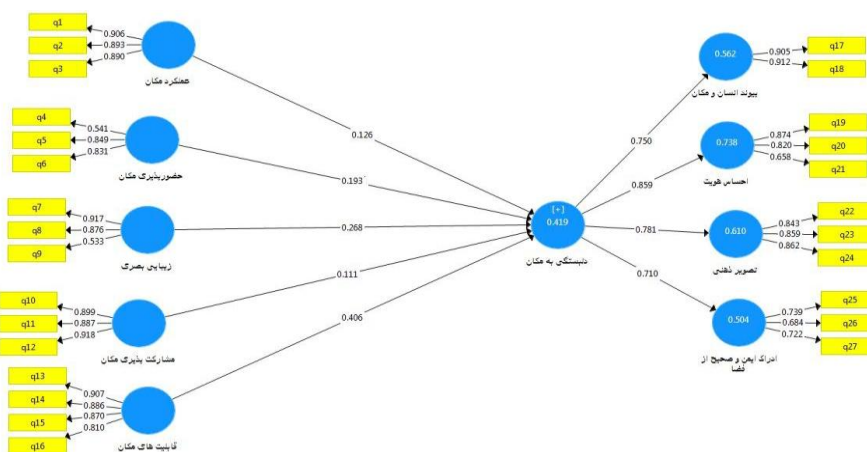 q1
0.906
q2
0.893
q3
0.890
عملکرد مکان
0.126
q4
0.541
q5
0.849
q6
0.831
حضورپذیری مکان
0.193
q7
0.917
q8
0.876
q9
0.533
زیبایی بصری
0.268
q10
0.899
q11
0.887
q12
0.918
مشارکت پذیری مکان
0.111
q13
0.907
q14
0.886
q15
0.870
q16
0.810
قابلیت های مکان
0.406
[+]
0.419
دلبستگی به مکان
0.750
0.562
پیوند انسان و مکان
0.905
q17
0.912
q18
0.859
0.738
احساس هویت
0.874
q19
0.820
q20
0.658
q21
0.781
0.610
تصویر ذهنی
0.843
q22
0.859
q23
0.862
q24
0.710
0.504
ادراک ایمن و صحیح از
فضا
0.739
q25
0.684
q26
0.722
q27